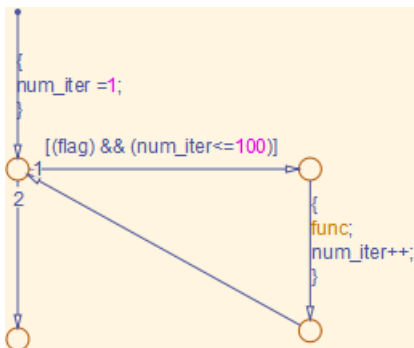 {
num_iter =1;
}
[(flag) && (num_iter<=100)]
1
2
{
func;
num_iter++;
}